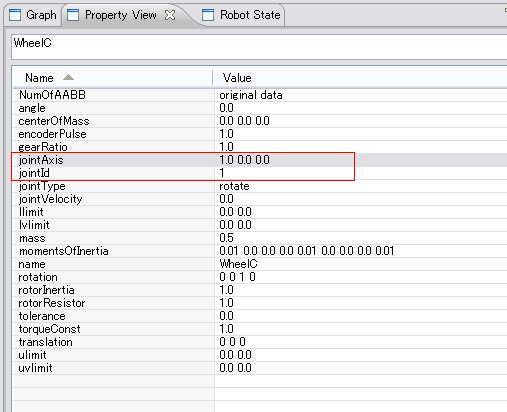 Graph Property View Robot State
WheelC
Name Value
NumOfAABB original data
angle 0.0
centerOfMass 0.0 0.0 0.0
encoderPulse 1.0
gearRatio 1.0
jointAxis 1.0 0.0 0.0
jointId 1
jointType rotate
jointVelocity 0.0
llimit 0.0 0.0
lvlimit 0.0 0.0
mass 0.5
momentsOfInertia 0.01 0.0 0.0 0.0 0.01 0.0 0.0 0.0 0.01
name WheelC
rotation 0 0 1 0
rotorInertia 1.0
rotorResistor 1.0
tolerance 0.0
torqueConst 1.0
translation 0 0 0
ulimit 0.0 0.0
uvlimit 0.0 0.0